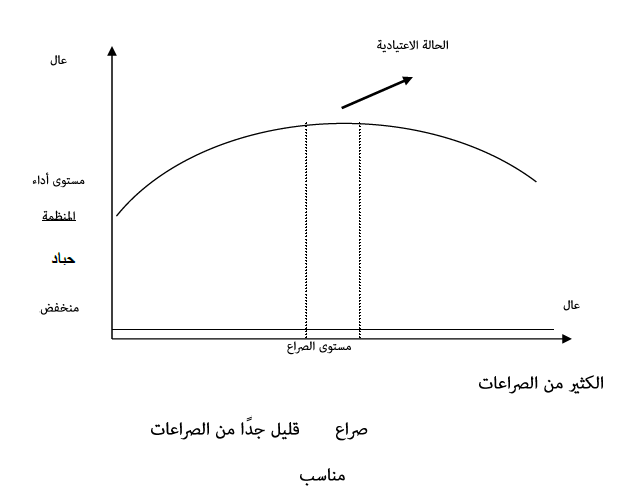 الحالة الاعتيادية
عال
مستوى أداء
المنظمة
حباد
منخفض
عال
مستوى الصراع
الكثير من الصراعات
صراع
قليل جدًا من الصراعات
مناسب